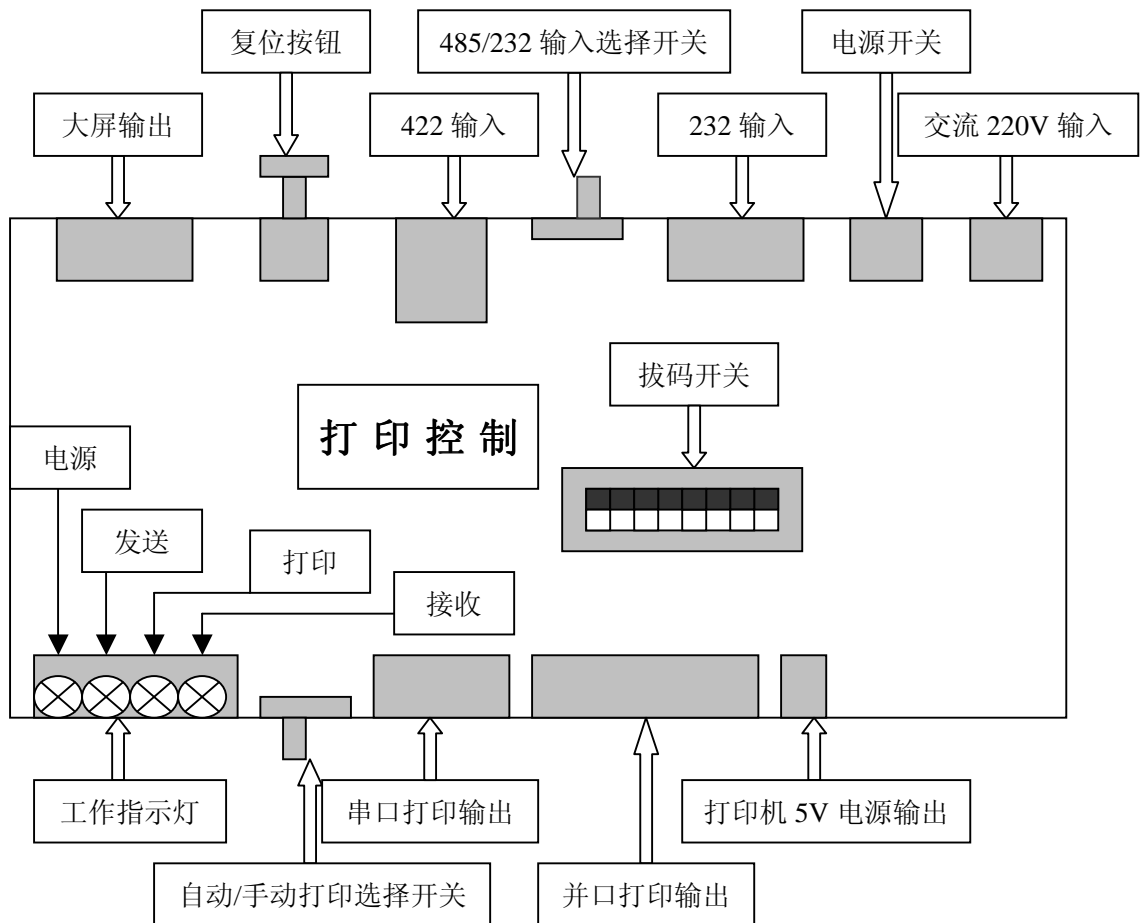 复位按钮
485/232 输入选择开关
电源开关
大屏输出
422 输入
232 输入
交流 220V 输入
拔码开关
打 印 控 制
电源
发送
打印
接收
工作指示灯
串口打印输出
打印机 5V 电源输出
自动/手动打印选择开关
并口打印输出